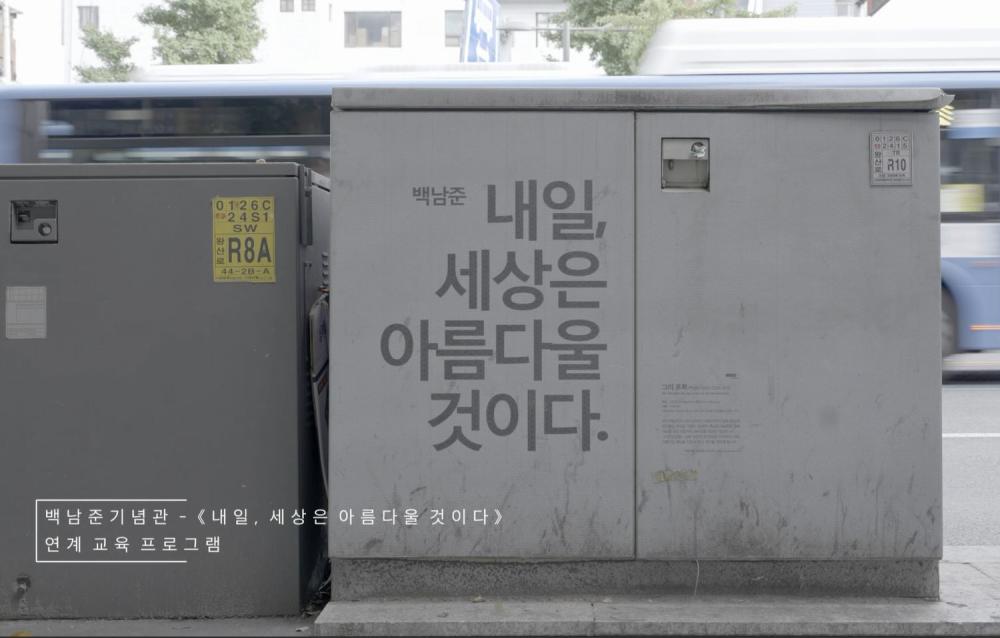 백남준
내일,
세상은
아름다울
것이다.
0126C
24S1
SW
왕산로
R8A
44-2B-A
0126C
241S
왕산로
R10
백남준기념관 -《내일, 세상은 아름다울 것이다》
연계 교육 프로그램